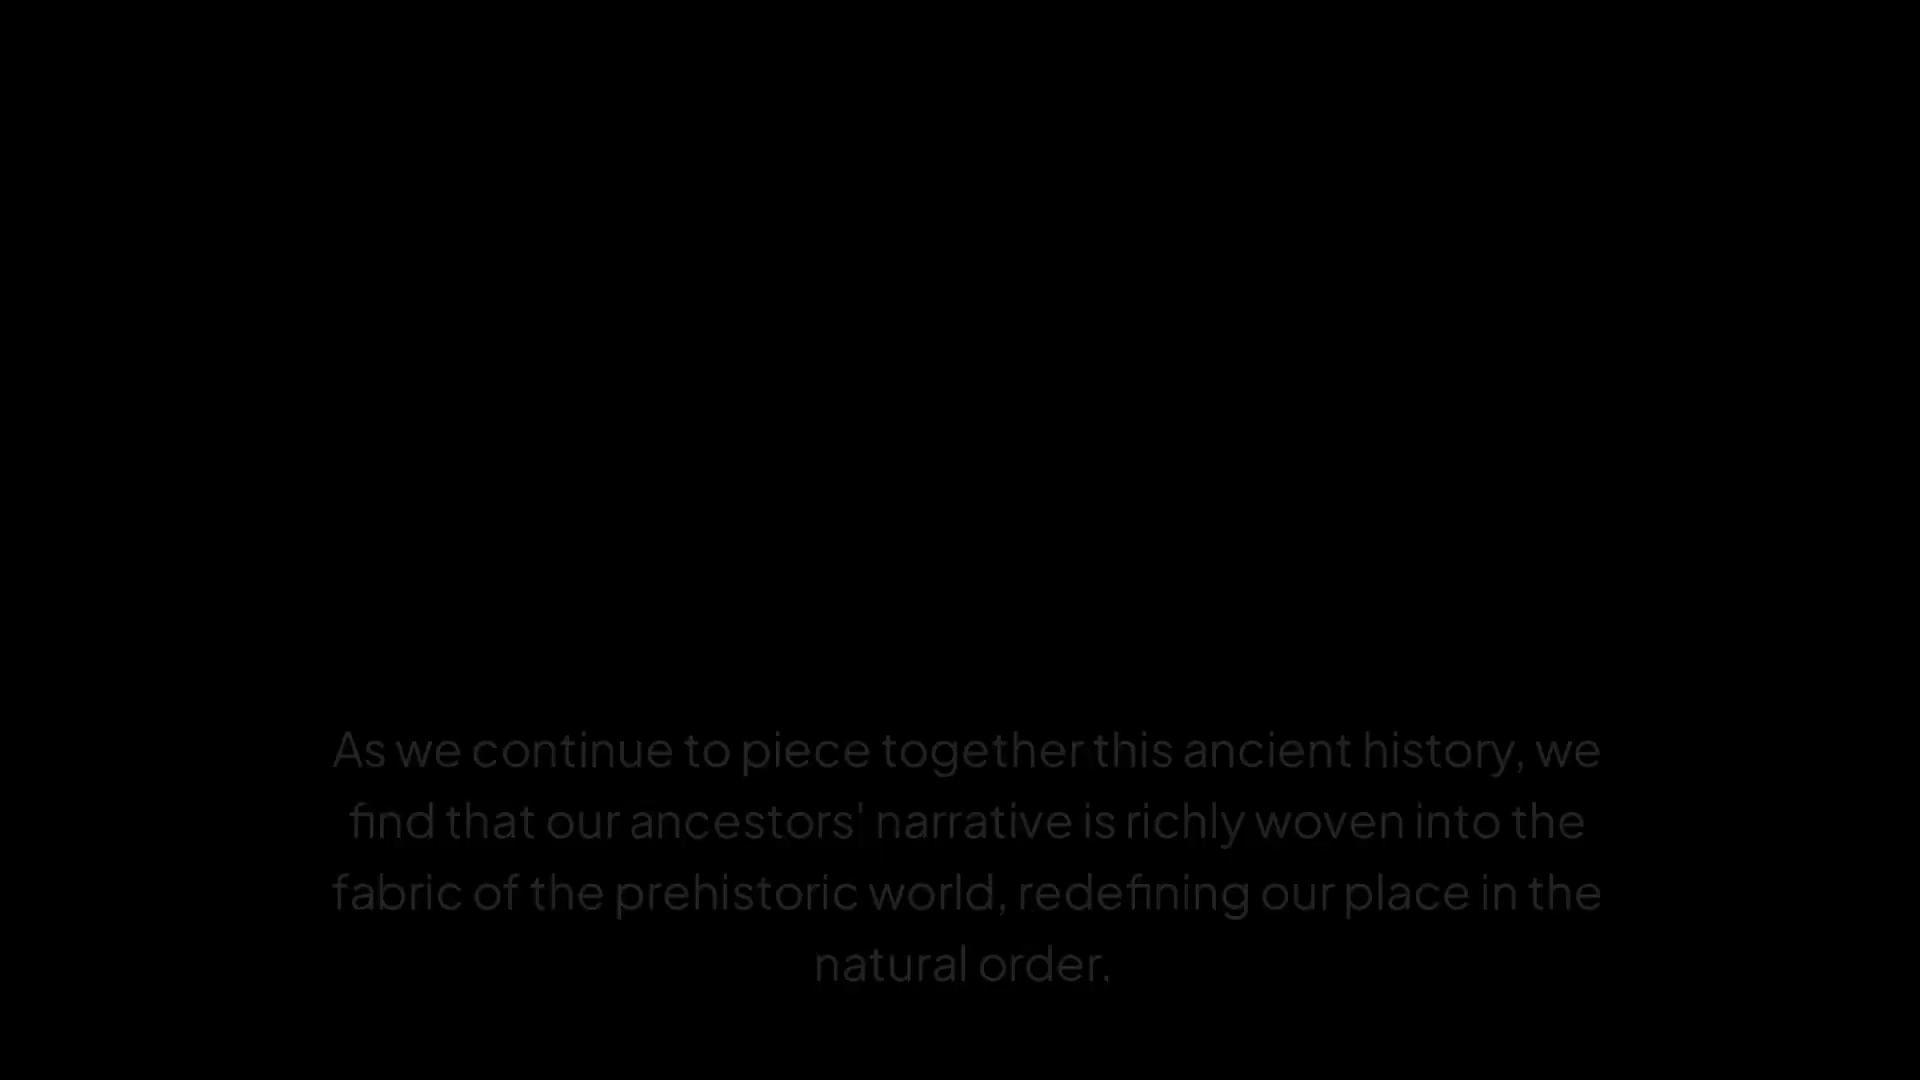 As we continue to piece together this ancient history, we
find that our ancestors' narrative is richly woven into the
fabric of the prehistoric world, redefining our place in the
natural order.